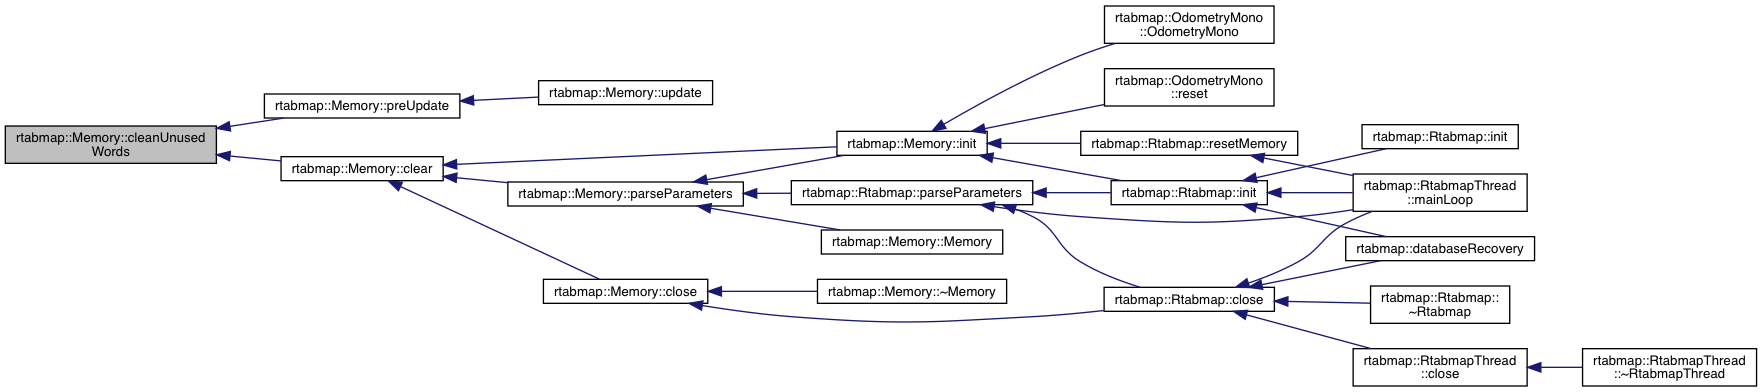 rtabmap::Memory::cleanUnused
Words
rtabmap::Memory::preUpdate
rtabmap::Memory::update
rtabmap::Memory::clear
rtabmap::Memory::init
rtabmap::OdometryMono
::OdometryMono
rtabmap::OdometryMono
::reset
rtabmap::Rtabmap::resetMemory
rtabmap::RtabmapThread
::mainLoop
rtabmap::Rtabmap::init
rtabmap::Rtabmap::init
rtabmap::databaseRecovery
rtabmap::Memory::parseParameters
rtabmap::Rtabmap::parseParameters
rtabmap::Memory::Memory
rtabmap::Memory::close
rtabmap::Memory::~Memory
rtabmap::Rtabmap::close
rtabmap::Rtabmap::
~Rtabmap
rtabmap::RtabmapThread
::close
rtabmap::RtabmapThread
::~RtabmapThread